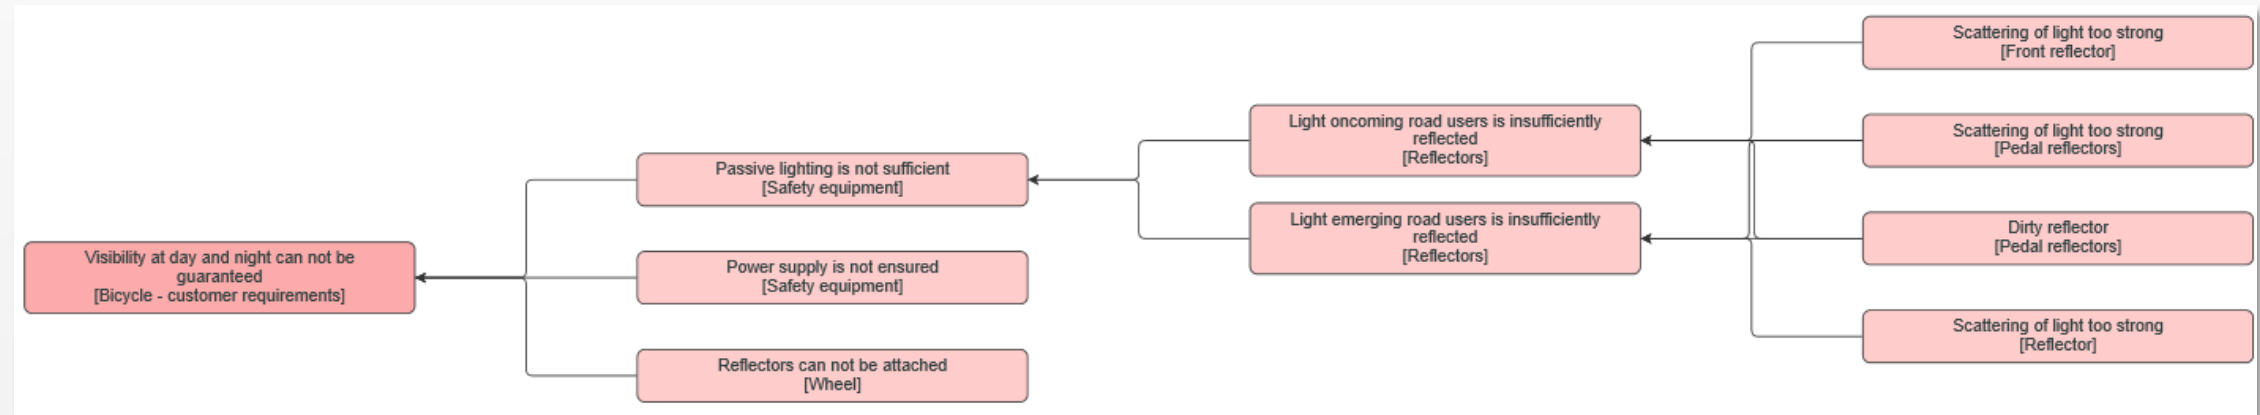 Visibility at day and night can not be
guaranteed
[Bicycle - customer requirements]
Passive lighting is not sufficient
[Safety equipment]
Power supply is not ensured
[Safety equipment]
Reflectors can not be attached
[Wheel]
Light oncoming road users is insufficiently
reflected
[Reflectors]
Light emerging road users is insufficiently
reflected
[Reflectors]
Scattering of light too strong
[Front reflector]
Scattering of light too strong
[Pedal reflectors]
Dirty reflector
[Pedal reflectors]
Scattering of light too strong
[Reflector]